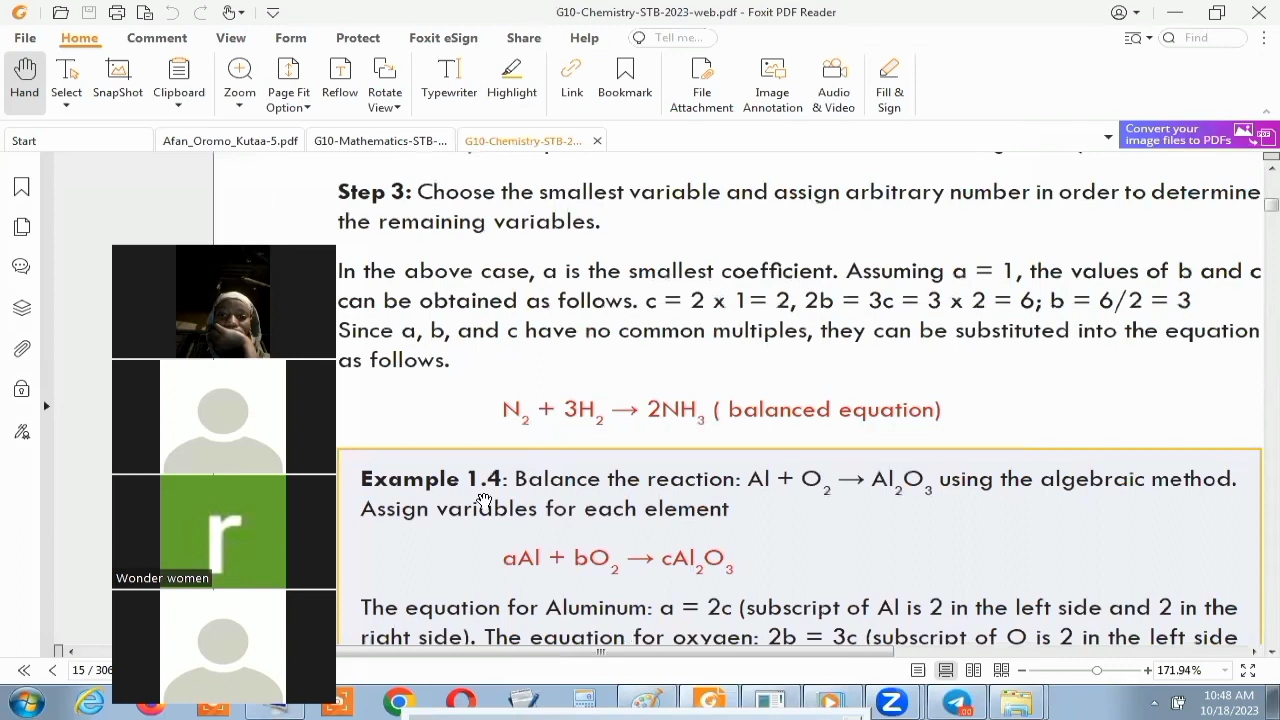 G10-Chemistry-STB-2023-web.pdf - Foxit PDF Reader
File Home Comment View Form Protect Foxit eSign Share Help Tell me... Find
Hand Select SnapShot Clipboard Zoom Page Fit Option Reflow Rotate View Typewriter Highlight Link Bookmark File Attachment Image Annotation Audio & Video Fill & Sign
Start Afan_Oromo_Kutaa-5.pdf G10-Mathematics-STB-... G10-Chemistry-STB-2...
Convert your
image files to PDFs
Step 3: Choose the smallest variable and assign arbitrary number in order to determine
the remaining variables.
In the above case, a is the smallest coefficient. Assuming a = 1, the values of b and c
can be obtained as follows. c = 2 x 1= 2, 2b = 3c = 3 x 2 = 6; b = 6/2 = 3
Since a, b, and c have no common multiples, they can be substituted into the equation
as follows.
N₂ + 3H₂ → 2NH₃ ( balanced equation)
Example 1.4: Balance the reaction: Al + O₂ → Al₂O₃ using the algebraic method.
Assign variables for each element
aAl + bO₂ → cAl₂O₃
The equation for Aluminum: a = 2c (subscript of Al is 2 in the left side and 2 in the
right side). The equation for oxygen: 2b = 3c (subscript of O is 2 in the left side
r
Wonder women
15 / 306
171.94%
10:48 AM
10/18/2023